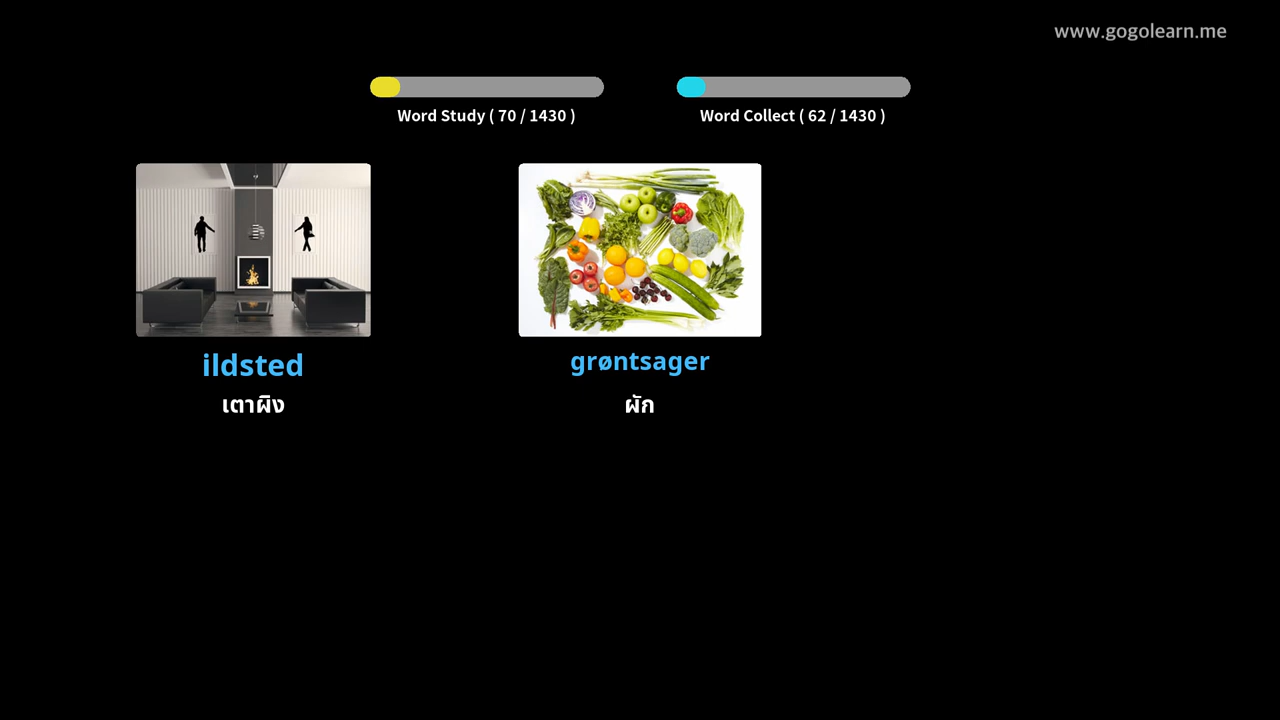 www.gogolearn.me
Word Study ( 70 / 1430 )
Word Collect ( 62 / 1430 )
ildsted
grøntsager
เตาผิง
ผัก